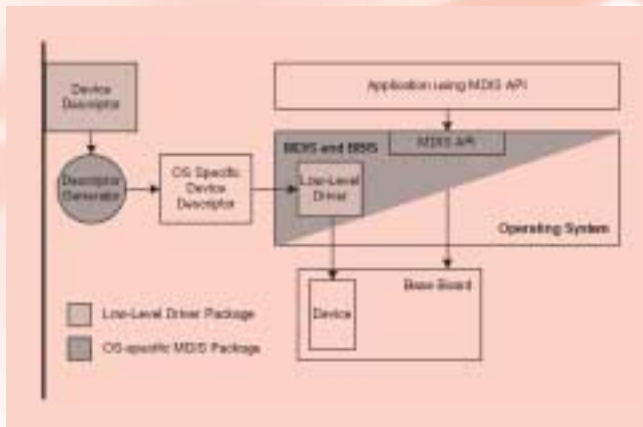 Device
Descriptor
Descriptor
Generator
OS Specific
Device
Descriptor
Application using MDIS API
MDIS and BBIS
MDIS API
Low-Level
Driver
Operating System
Base Board
Device
Low-Level Driver Package
OS-specific MDIS Package